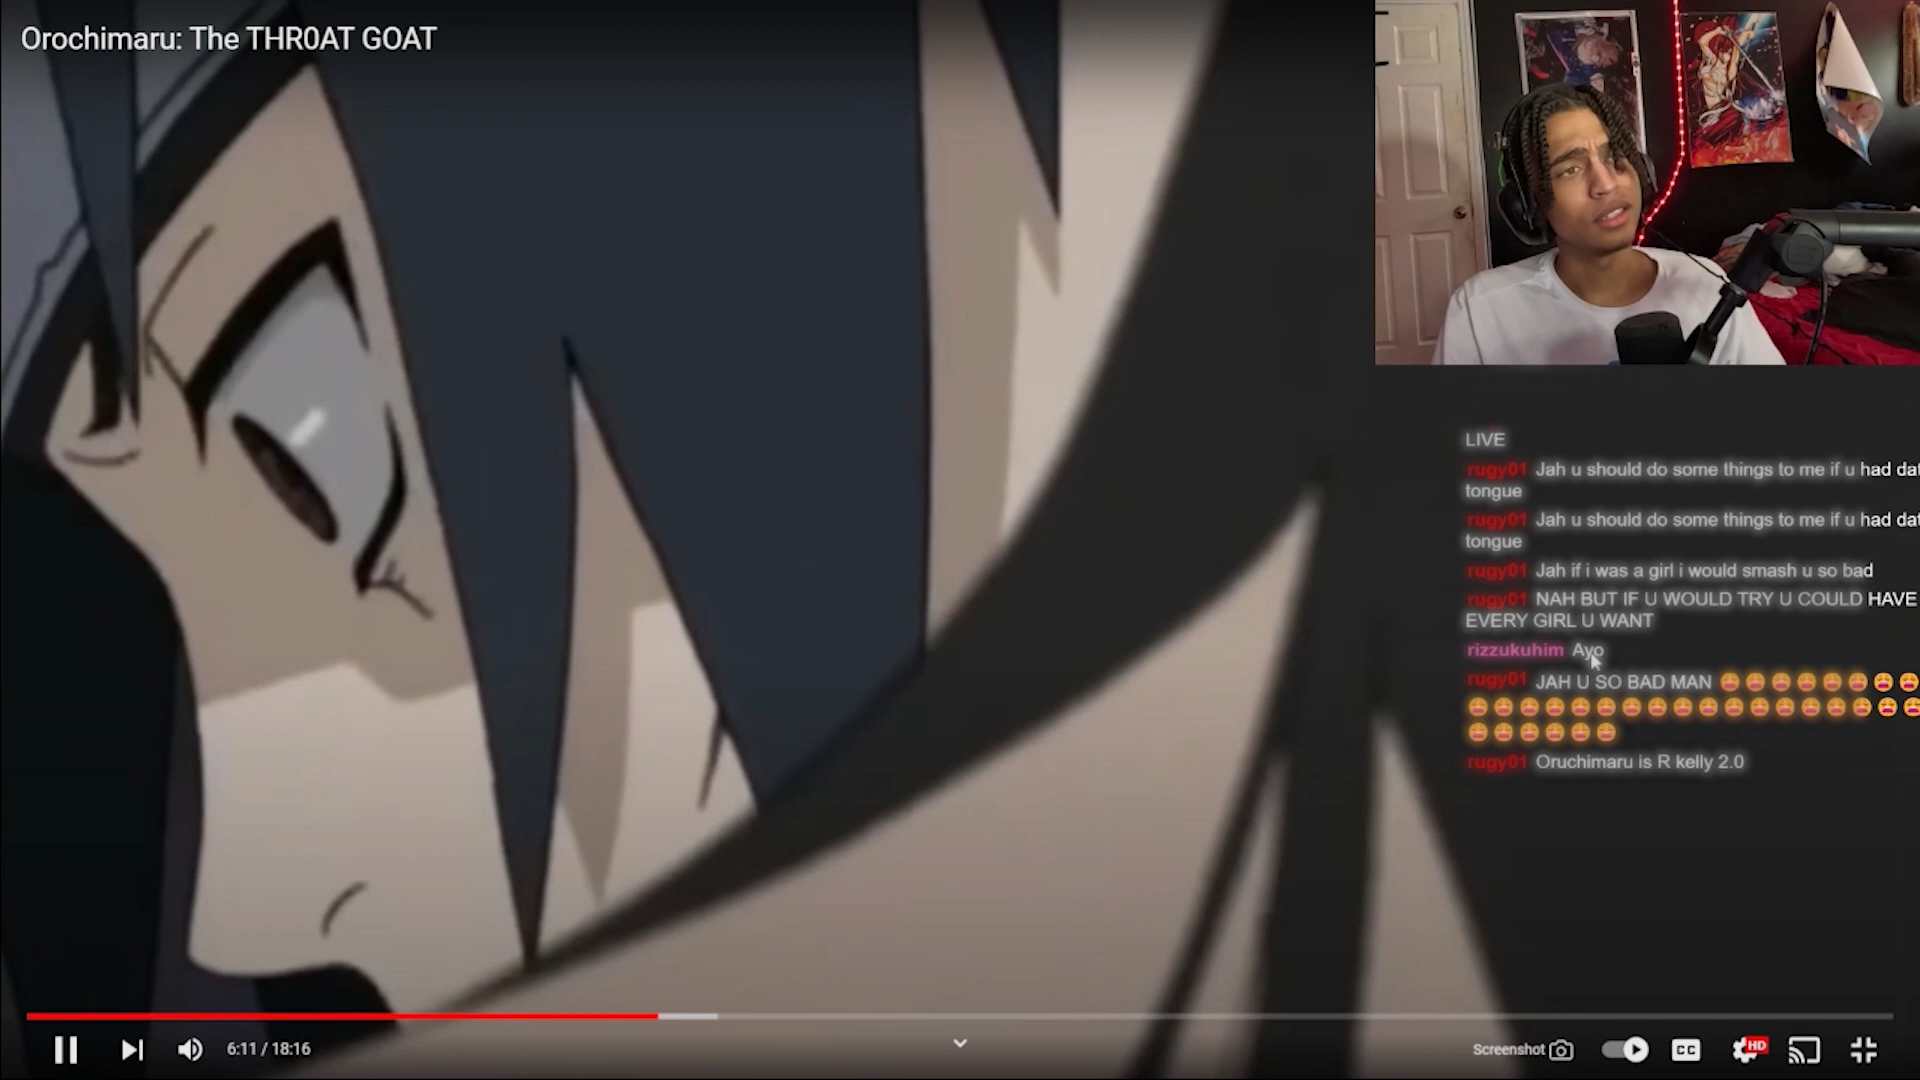 Orochimaru: The THR0AT GOAT
LIVE
rugy01 Jah u should do some things to me if u had dat
tongue
rugy01 Jah u should do some things to me if u had dat
tongue
rugy01 Jah if i was a girl i would smash u so bad
rugy01 NAH BUT IF U WOULD TRY U COULD HAVE
EVERY GIRL U WANT
rizzukuhim Ayo
rugy01 JAH U SO BAD MAN 😩😩😩😩😩😩😩😩
😩😩😩😩😩😩😩😩😩😩😩😩😩😩😩😩😩😩
😩😩😩😩😩😩
rugy01 Oruchimaru is R kelly 2.0
6:11 / 18:16
Screenshot
CC
HD